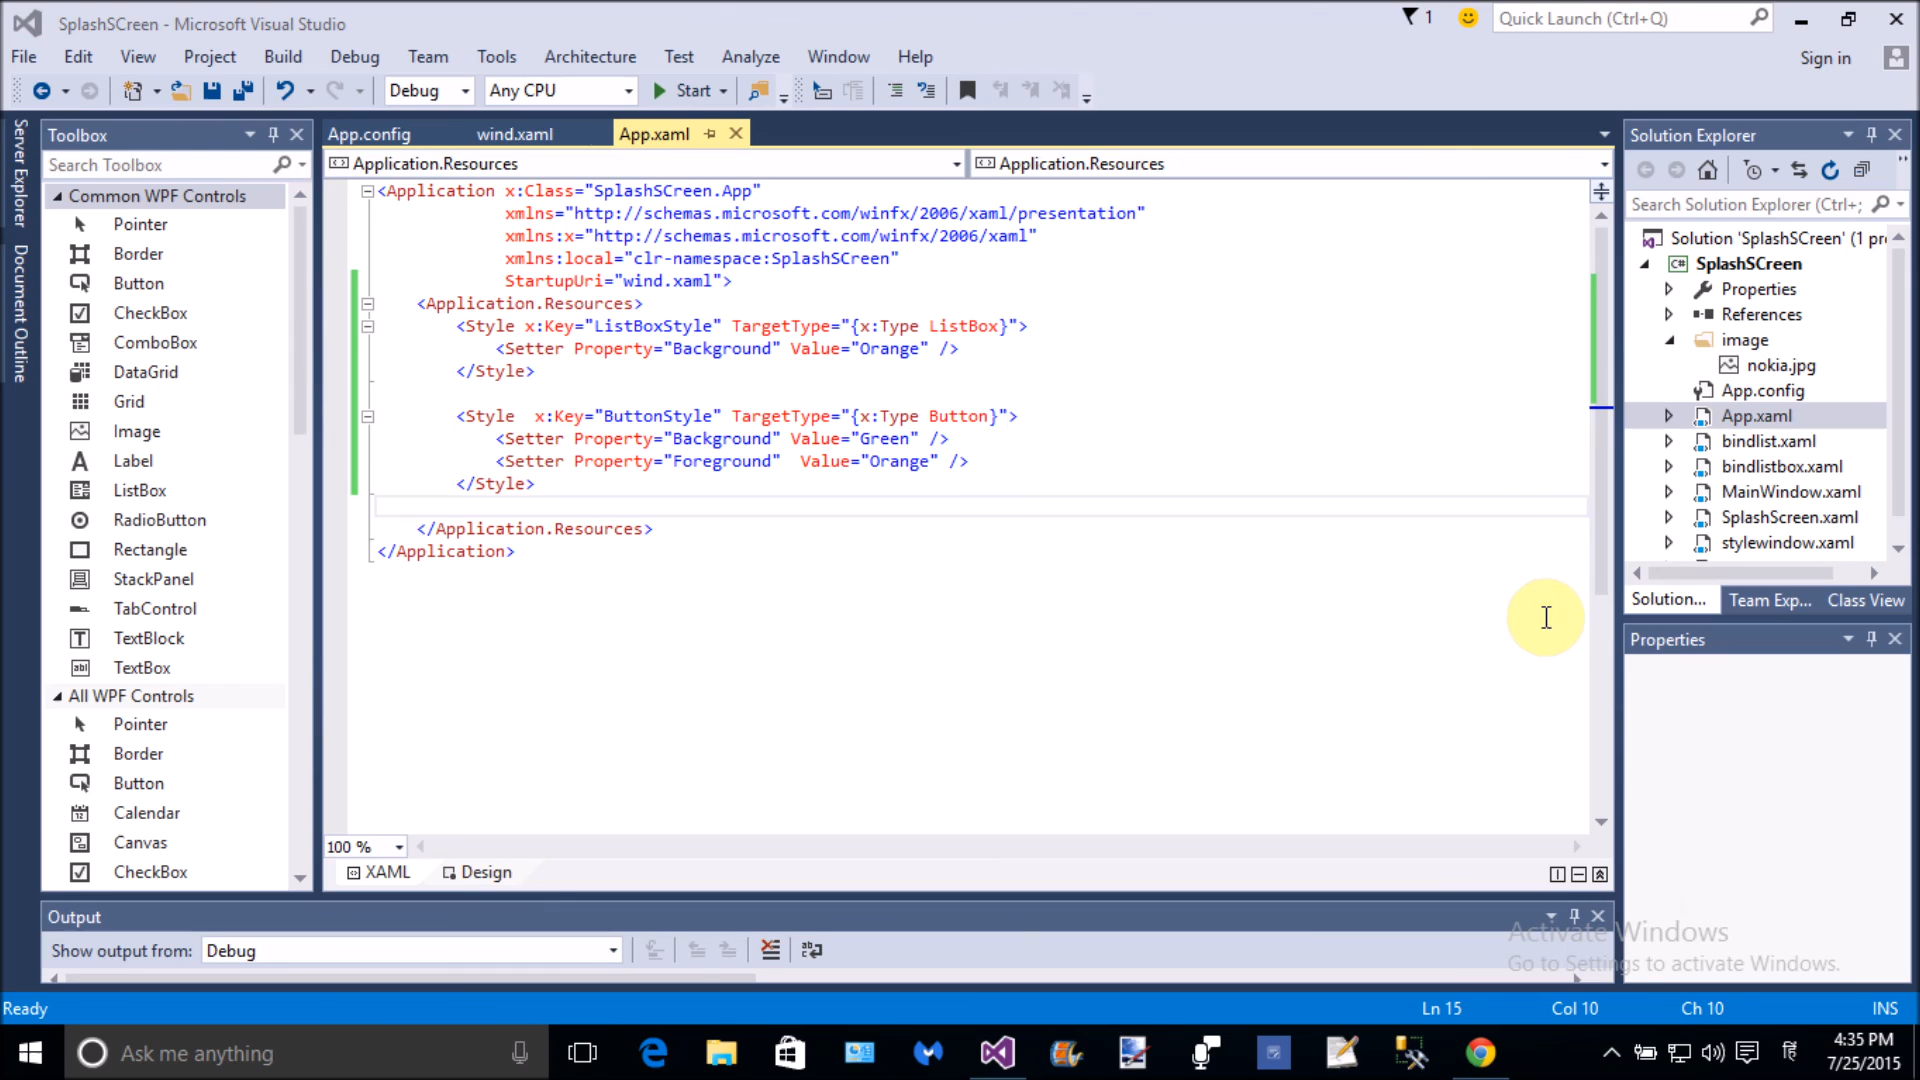 SplashSCreen - Microsoft Visual Studio
1
Quick Launch (Ctrl+Q)
File Edit View Project Build Debug Team Tools Architecture Test Analyze Window Help
Sign in
Debug Any CPU Start
Server Explorer
Document Outline
Toolbox
Search Toolbox
Common WPF Controls
Pointer
Border
Button
CheckBox
ComboBox
DataGrid
Grid
Image
Label
ListBox
RadioButton
Rectangle
StackPanel
TabControl
TextBlock
TextBox
All WPF Controls
Pointer
Border
Button
Calendar
Canvas
CheckBox
App.config wind.xaml App.xaml
Application.Resources Application.Resources
<Application x:Class="SplashSCreen.App"
xmlns="http://schemas.microsoft.com/winfx/2006/xaml/presentation"
xmlns:x="http://schemas.microsoft.com/winfx/2006/xaml"
xmlns:local="clr-namespace:SplashSCreen"
StartupUri="wind.xaml">
<Application.Resources>
<Style x:Key="ListBoxStyle" TargetType="{x:Type ListBox}">
<Setter Property="Background" Value="Orange" />
</Style>
<Style  x:Key="ButtonStyle" TargetType="{x:Type Button}">
<Setter Property="Background" Value="Green" />
<Setter Property="Foreground"  Value="Orange" />
</Style>
</Application.Resources>
</Application>
100 %
XAML Design
Solution Explorer
Search Solution Explorer (Ctrl+;
Solution 'SplashSCreen' (1 pr
C# SplashSCreen
Properties
References
image
nokia.jpg
App.config
App.xaml
bindlist.xaml
bindlistbox.xaml
MainWindow.xaml
SplashScreen.xaml
stylewindow.xaml
Solution... Team Exp... Class View
Properties
Output
Show output from: Debug
Activate Windows
Go to Settings to activate Windows.
Ready Ln 15 Col 10 Ch 10 INS
Ask me anything
हिं
4:35 PM
7/25/2015